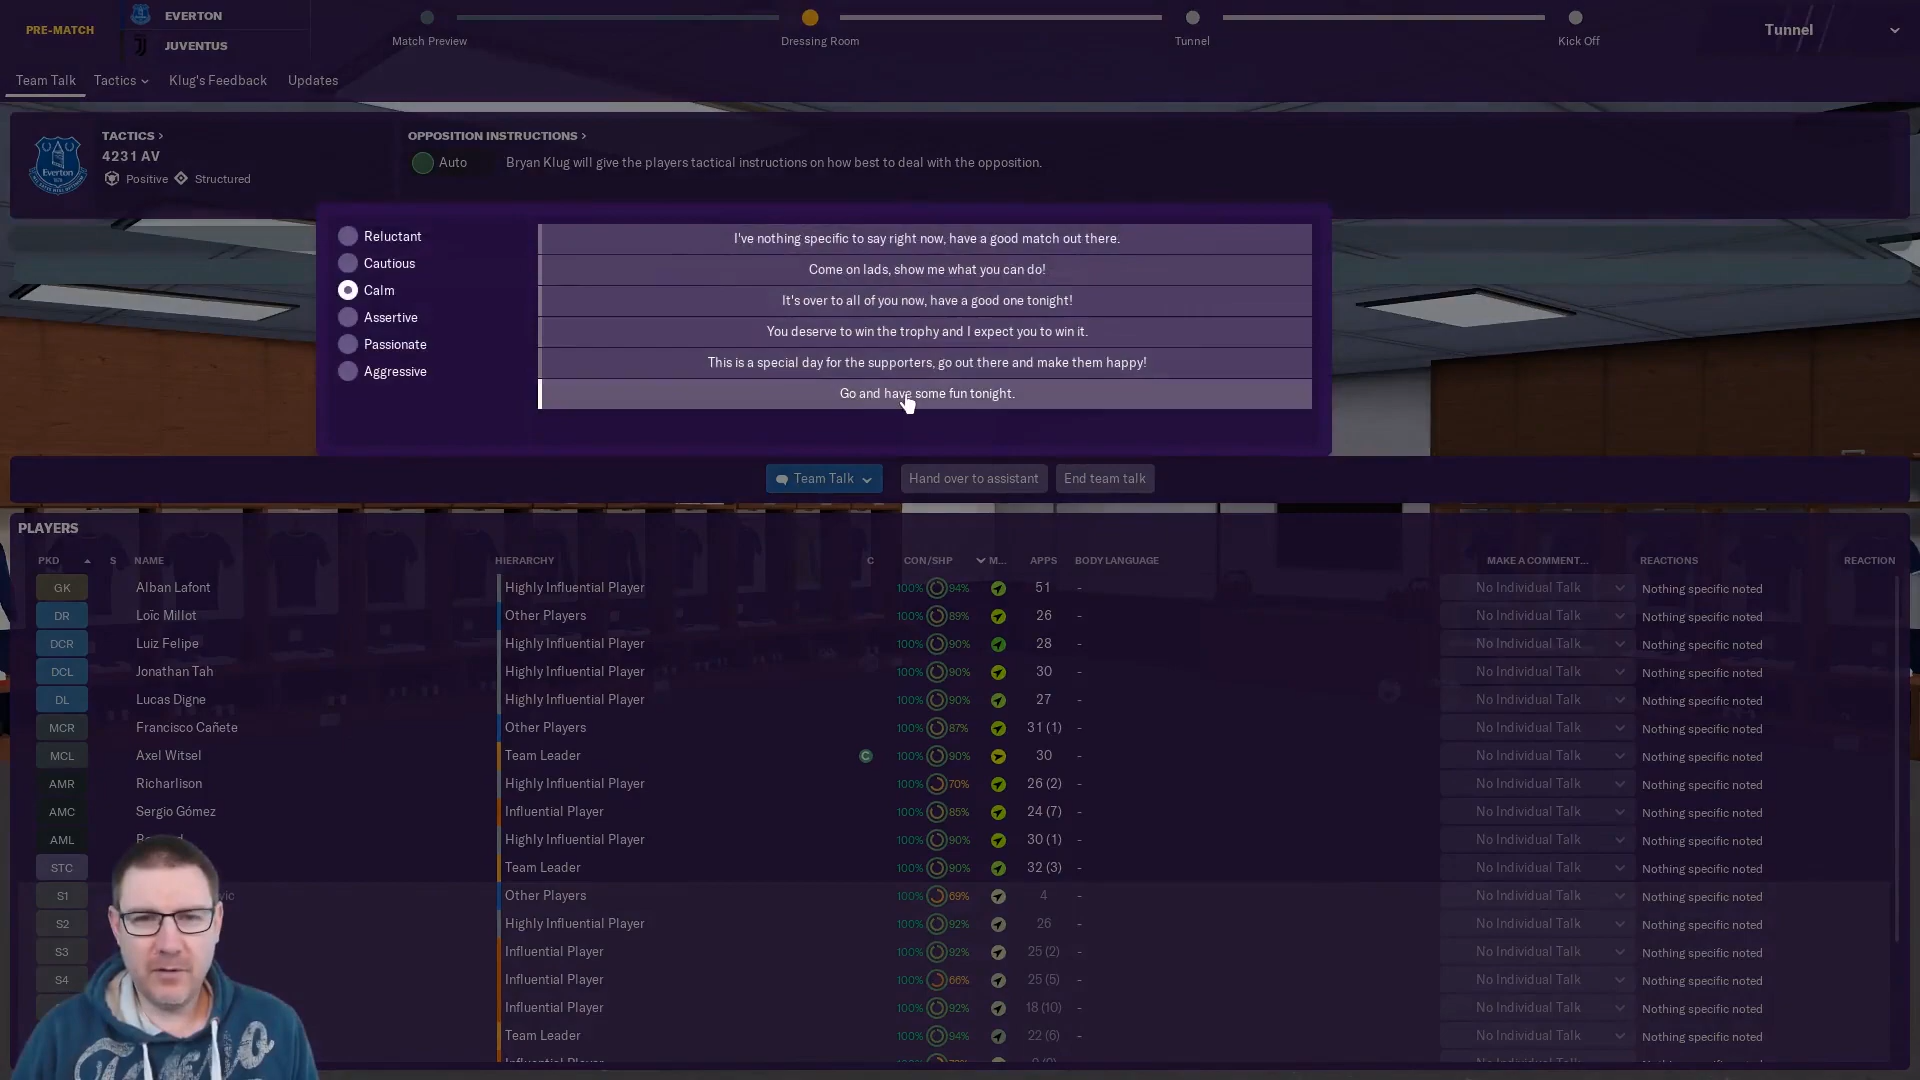 PRE-MATCH
EVERTON
JUVENTUS
Match Preview
Dressing Room
Tunnel
Kick Off
Tunnel
Team Talk
Tactics
Klug's Feedback
Updates
TACTICS >
4231 AV
Positive Structured
Everton
OPPOSITION INSTRUCTIONS >
Auto Bryan Klug will give the players tactical instructions on how best to deal with the opposition.
Reluctant
Cautious
Calm
Assertive
Passionate
Aggressive
I've nothing specific to say right now, have a good match out there.
Come on lads, show me what you can do!
It's over to all of you now, have a good one tonight!
You deserve to win the trophy and I expect you to win it.
This is a special day for the supporters, go out there and make them happy!
Go and have some fun tonight.
Team Talk
Hand over to assistant
End team talk
PLAYERS
PKD S NAME HIERARCHY C CON/SHP M... APPS BODY LANGUAGE MAKE A COMMENT... REACTIONS REACTION
GK Alban Lafont Highly Influential Player 100% 94% 51 - No Individual Talk Nothing specific noted
DR Loïc Millot Other Players 100% 89% 26 - No Individual Talk Nothing specific noted
DCR Luiz Felipe Highly Influential Player 100% 90% 28 - No Individual Talk Nothing specific noted
DCL Jonathan Tah Highly Influential Player 100% 90% 30 - No Individual Talk Nothing specific noted
DL Lucas Digne Highly Influential Player 100% 90% 27 - No Individual Talk Nothing specific noted
MCR Francisco Cañete Other Players 100% 87% 31 (1) - No Individual Talk Nothing specific noted
MCL Axel Witsel Team Leader C 100% 90% 30 - No Individual Talk Nothing specific noted
AMR Richarlison Highly Influential Player 100% 70% 26 (2) - No Individual Talk Nothing specific noted
AMC Sergio Gómez Influential Player 100% 85% 24 (7) - No Individual Talk Nothing specific noted
AML Highly Influential Player 100% 90% 30 (1) - No Individual Talk Nothing specific noted
STC Team Leader 100% 90% 32 (3) - No Individual Talk Nothing specific noted
S1 Other Players 100% 69% 4 - No Individual Talk Nothing specific noted
S2 Highly Influential Player 100% 92% 26 - No Individual Talk Nothing specific noted
S3 Influential Player 100% 92% 25 (2) - No Individual Talk Nothing specific noted
S4 Influential Player 100% 66% 25 (5) - No Individual Talk Nothing specific noted
Influential Player 100% 92% 18 (10) - No Individual Talk Nothing specific noted
Team Leader 100% 94% 22 (6) - No Individual Talk Nothing specific noted